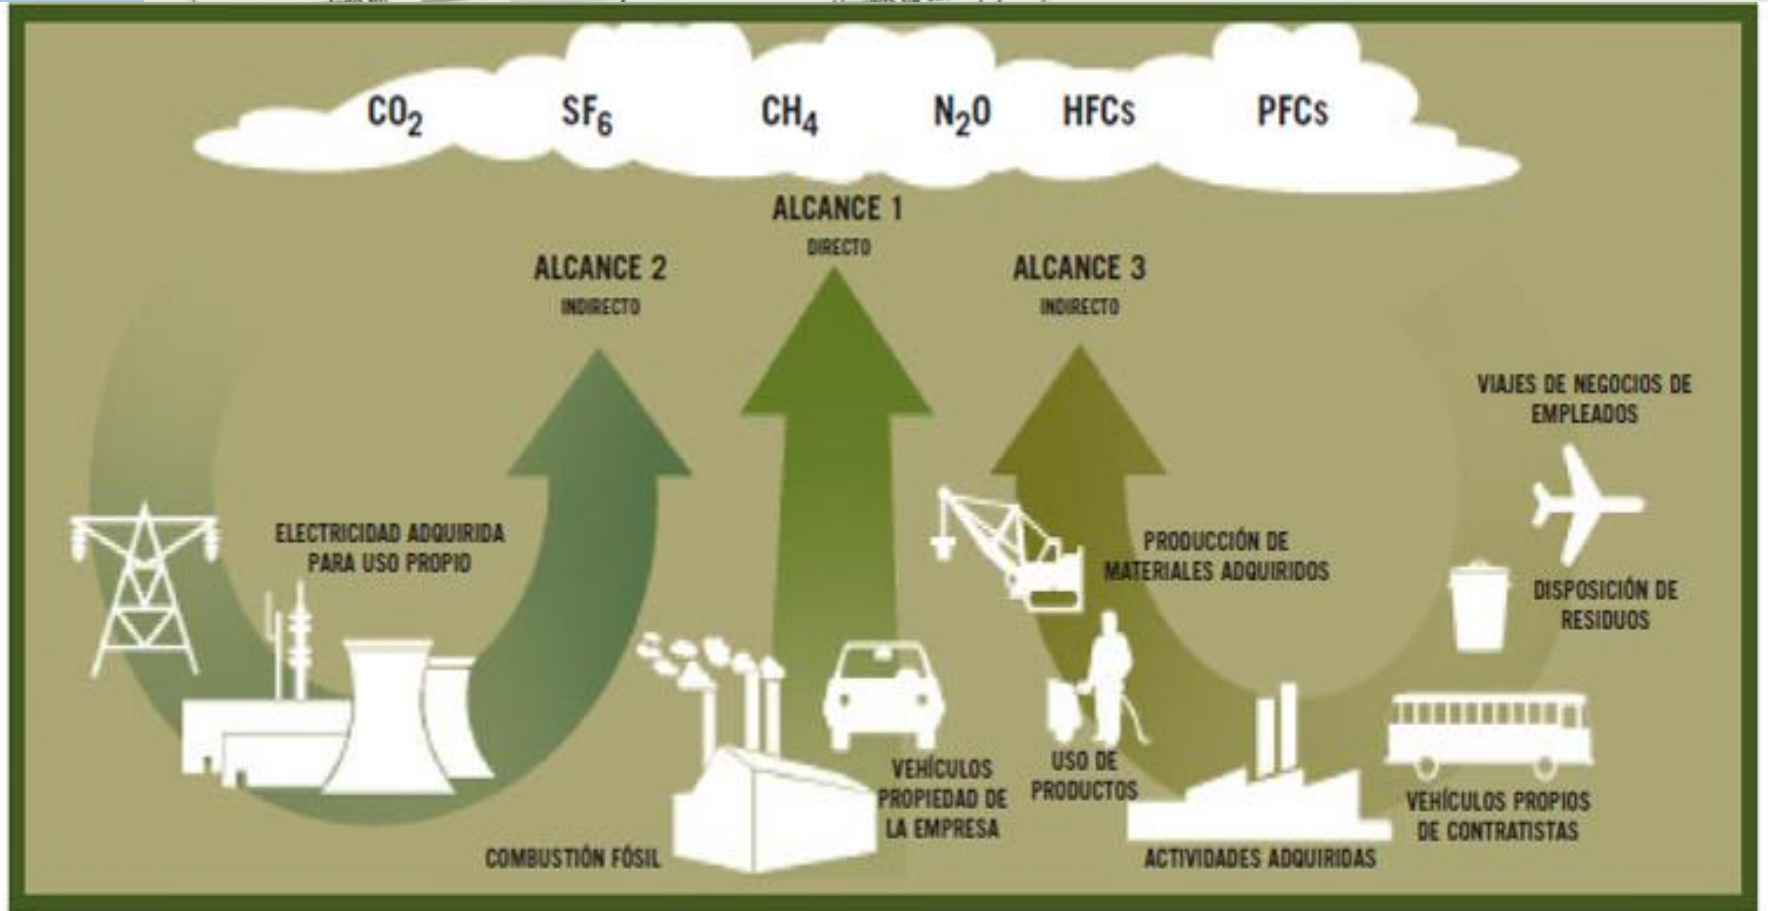 CO₂ SF₆ CH₄ N₂O HFCs PFCs
ALCANCE 1
DIRECTO
ALCANCE 2
INDIRECTO
ALCANCE 3
INDIRECTO
VIAJES DE NEGOCIOS DE
EMPLEADOS
ELECTRICIDAD ADQUIRIDA
PARA USO PROPIO
PRODUCCIÓN DE
MATERIALES ADQUIRIDOS
DISPOSICIÓN DE
RESIDUOS
USO DE
PRODUCTOS
VEHÍCULOS
PROPIEDAD DE
LA EMPRESA
VEHÍCULOS PROPIOS
DE CONTRATISTAS
COMBUSTIÓN FÓSIL
ACTIVIDADES ADQUIRIDAS